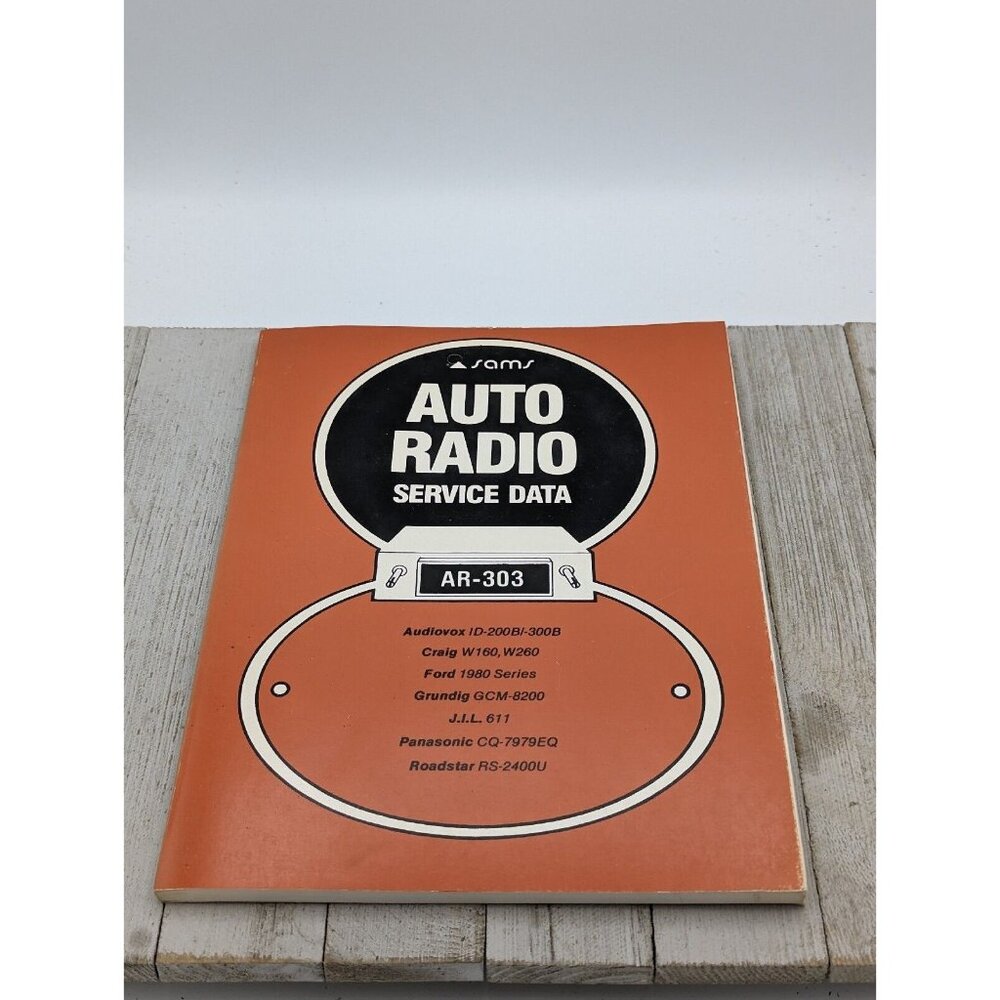 sams
AUTO
RADIO
SERVICE DATA
AR-303
Audiovox ID-200B/-300B
Craig W160, W260
Ford 1980 Series
Grundig GCM-8200
J.I.L. 611
Panasonic CQ-7979EQ
Roadstar RS-2400U